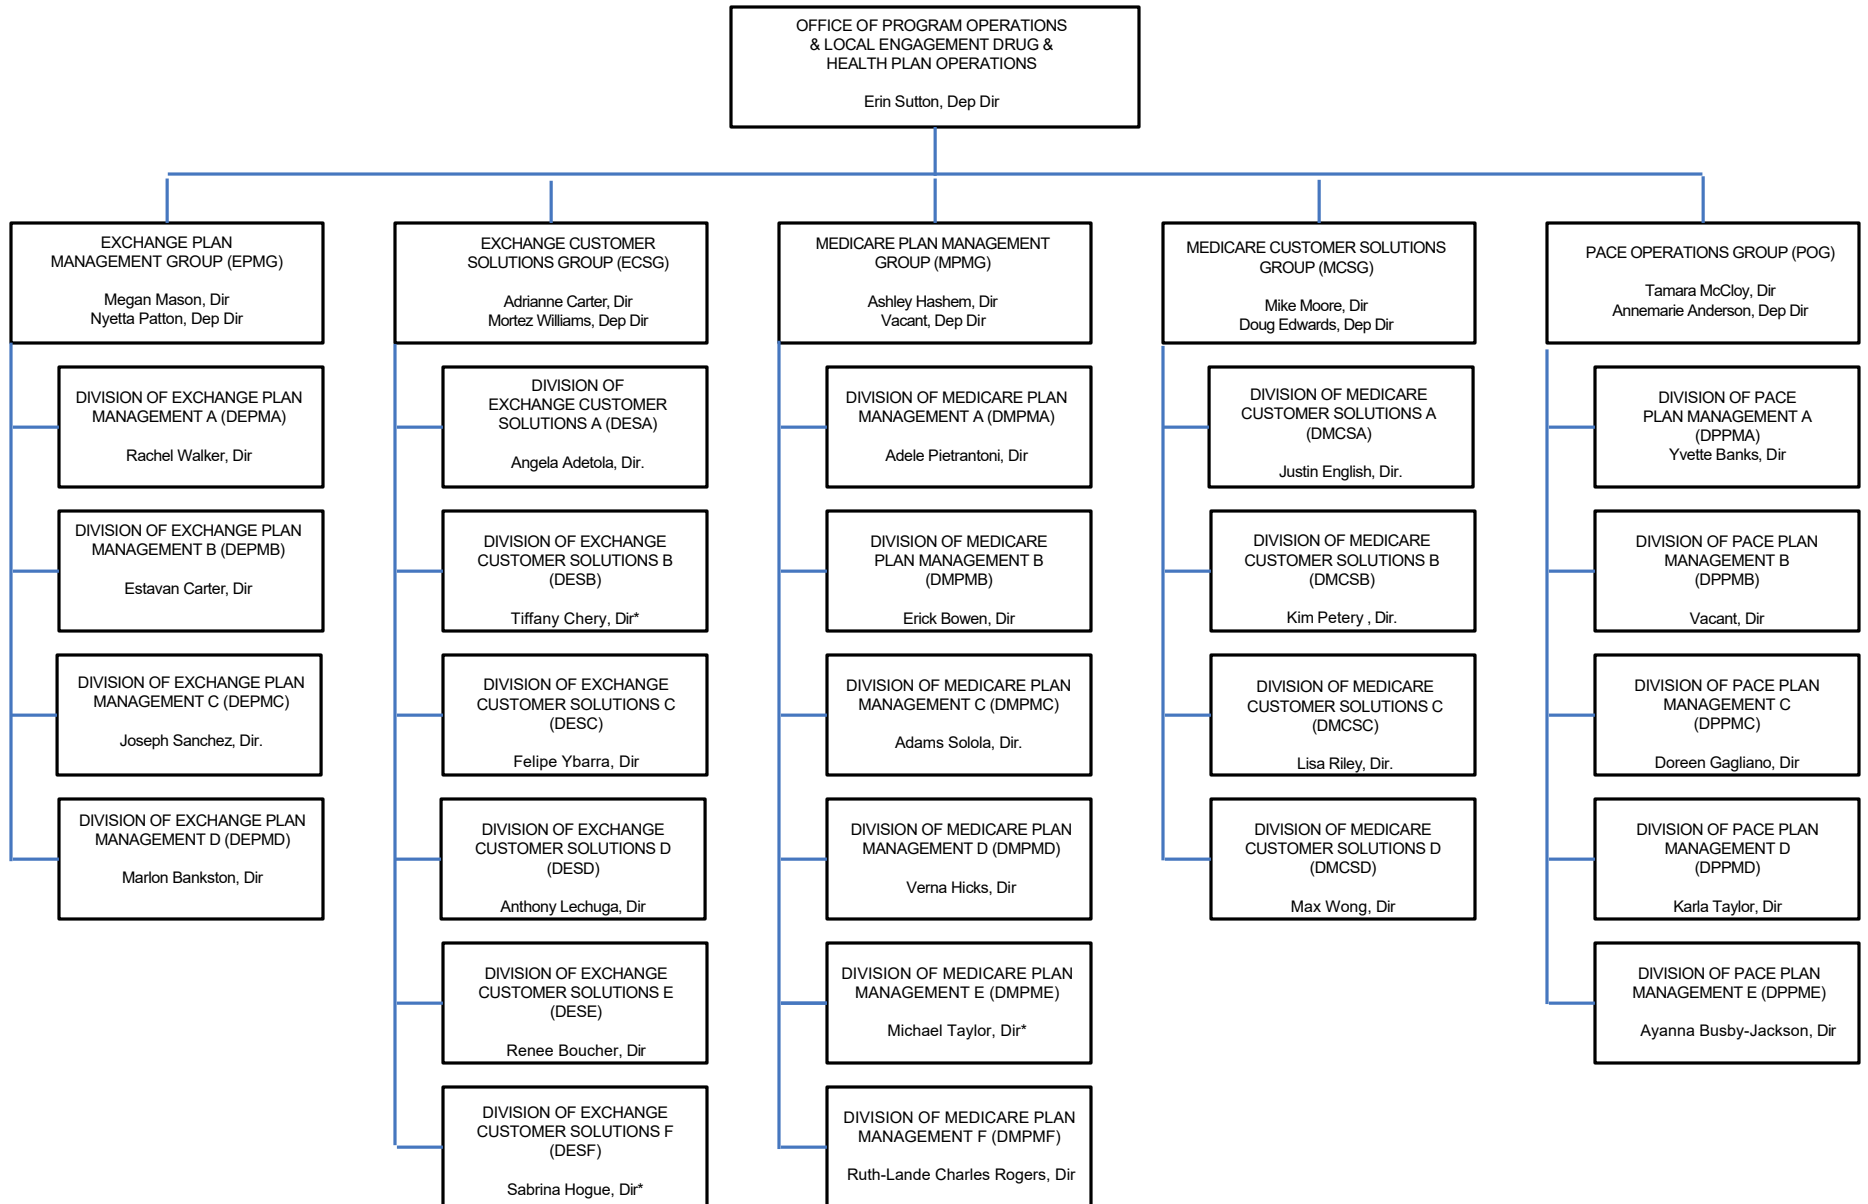 OFFICE OF PROGRAM OPERATIONS
& LOCAL ENGAGEMENT DRUG &
HEALTH PLAN OPERATIONS
Erin Sutton, Dep Dir
EXCHANGE PLAN
MANAGEMENT GROUP (EPMG)
Megan Mason, Dir
Nyetta Patton, Dep Dir
DIVISION OF EXCHANGE PLAN
MANAGEMENT A (DEPMA)
Rachel Walker, Dir
DIVISION OF EXCHANGE PLAN
MANAGEMENT B (DEPMB)
Estavan Carter, Dir
DIVISION OF EXCHANGE PLAN
MANAGEMENT C (DEPMC)
Joseph Sanchez, Dir.
DIVISION OF EXCHANGE PLAN
MANAGEMENT D (DEPMD)
Marlon Bankston, Dir
EXCHANGE CUSTOMER
SOLUTIONS GROUP (ECSG)
Adrianne Carter, Dir
Mortez Williams, Dep Dir
DIVISION OF
EXCHANGE CUSTOMER
SOLUTIONS A (DESA)
Angela Adetola, Dir.
DIVISION OF EXCHANGE
CUSTOMER SOLUTIONS B
(DESB)
Tiffany Chery, Dir*
DIVISION OF EXCHANGE
CUSTOMER SOLUTIONS C
(DESC)
Felipe Ybarra, Dir
DIVISION OF EXCHANGE
CUSTOMER SOLUTIONS D
(DESD)
Anthony Lechuga, Dir
DIVISION OF EXCHANGE
CUSTOMER SOLUTIONS E
(DESE)
Renee Boucher, Dir
DIVISION OF EXCHANGE
CUSTOMER SOLUTIONS F
(DESF)
Sabrina Hogue, Dir*
MEDICARE PLAN MANAGEMENT
GROUP (MPMG)
Ashley Hashem, Dir
Vacant, Dep Dir
DIVISION OF MEDICARE PLAN
MANAGEMENT A (DMPMA)
Adele Pietrantoni, Dir
DIVISION OF MEDICARE
PLAN MANAGEMENT B
(DMPMB)
Erick Bowen, Dir
DIVISION OF MEDICARE PLAN
MANAGEMENT C (DMPMC)
Adams Solola, Dir.
DIVISION OF MEDICARE PLAN
MANAGEMENT D (DMPMD)
Verna Hicks, Dir
DIVISION OF MEDICARE PLAN
MANAGEMENT E (DMPME)
Michael Taylor, Dir*
DIVISION OF MEDICARE PLAN
MANAGEMENT F (DMPMF)
Ruth-Lande Charles Rogers, Dir
MEDICARE CUSTOMER SOLUTIONS
GROUP (MCSG)
Mike Moore, Dir
Doug Edwards, Dep Dir
DIVISION OF MEDICARE
CUSTOMER SOLUTIONS A
(DMCSA)
Justin English, Dir.
DIVISION OF MEDICARE
CUSTOMER SOLUTIONS B
(DMCSB)
Kim Petery , Dir.
DIVISION OF MEDICARE
CUSTOMER SOLUTIONS C
(DMCSC)
Lisa Riley, Dir.
DIVISION OF MEDICARE
CUSTOMER SOLUTIONS D
(DMCSD)
Max Wong, Dir
PACE OPERATIONS GROUP (POG)
Tamara McCloy, Dir
Annemarie Anderson, Dep Dir
DIVISION OF PACE
PLAN MANAGEMENT A
(DPPMA)
Yvette Banks, Dir
DIVISION OF PACE PLAN
MANAGEMENT B
(DPPMB)
Vacant, Dir
DIVISION OF PACE PLAN
MANAGEMENT C
(DPPMC)
Doreen Gagliano, Dir
DIVISION OF PACE PLAN
MANAGEMENT D
(DPPMD)
Karla Taylor, Dir
DIVISION OF PACE PLAN
MANAGEMENT E (DPPME)
Ayanna Busby-Jackson, Dir